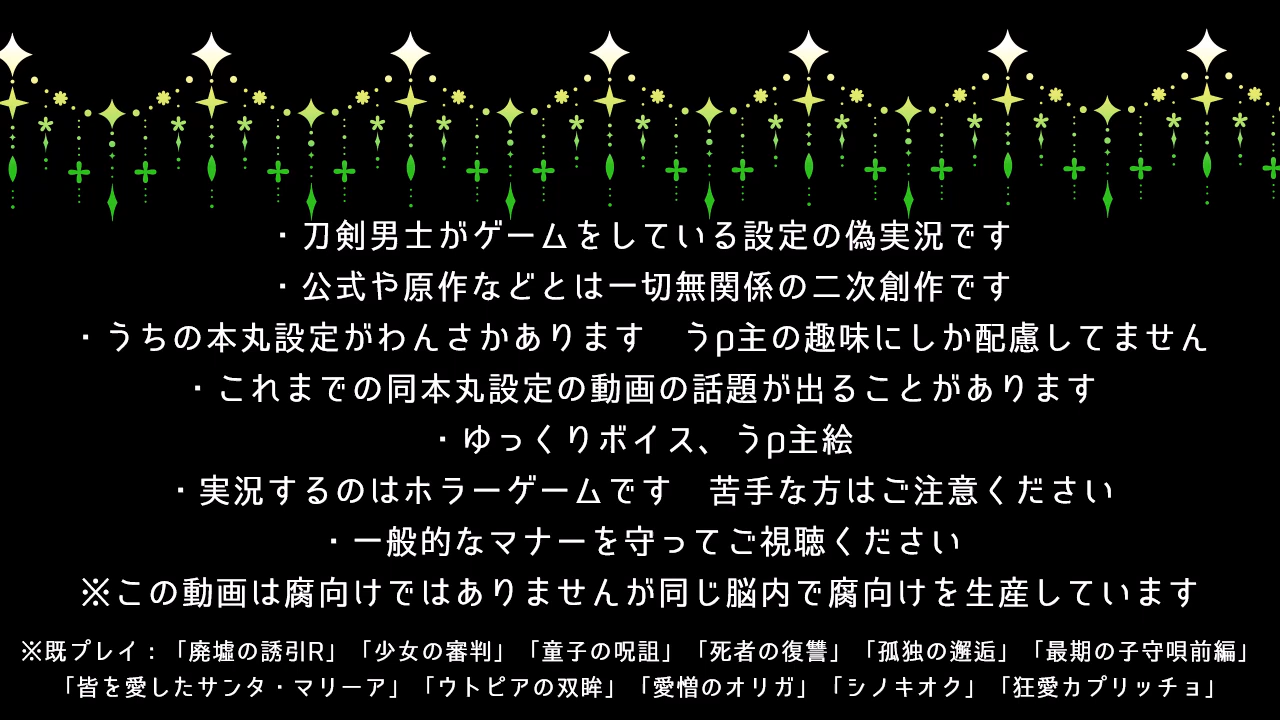 ・刀剣男士がゲームをしている設定の偽実況です
・公式や原作などとは一切無関係の二次創作です
・うちの本丸設定がわんさかあります　うp主の趣味にしか配慮してません
・これまでの同本丸設定の動画の話題が出ることがあります
・ゆっくりボイス、うp主絵
・実況するのはホラーゲームです　苦手な方はご注意ください
・一般的なマナーを守ってご視聴ください
※この動画は腐向けではありませんが同じ脳内で腐向けを生産しています
※既プレイ：「廃墟の誘引R」「少女の審判」「童子の呪詛」「死者の復讐」「孤独の邂逅」「最期の子守唄前編」
「皆を愛したサンタ・マリーア」「ウトピアの双眸」「愛憎のオリガ」「シノキオク」「狂愛カプリッチョ」